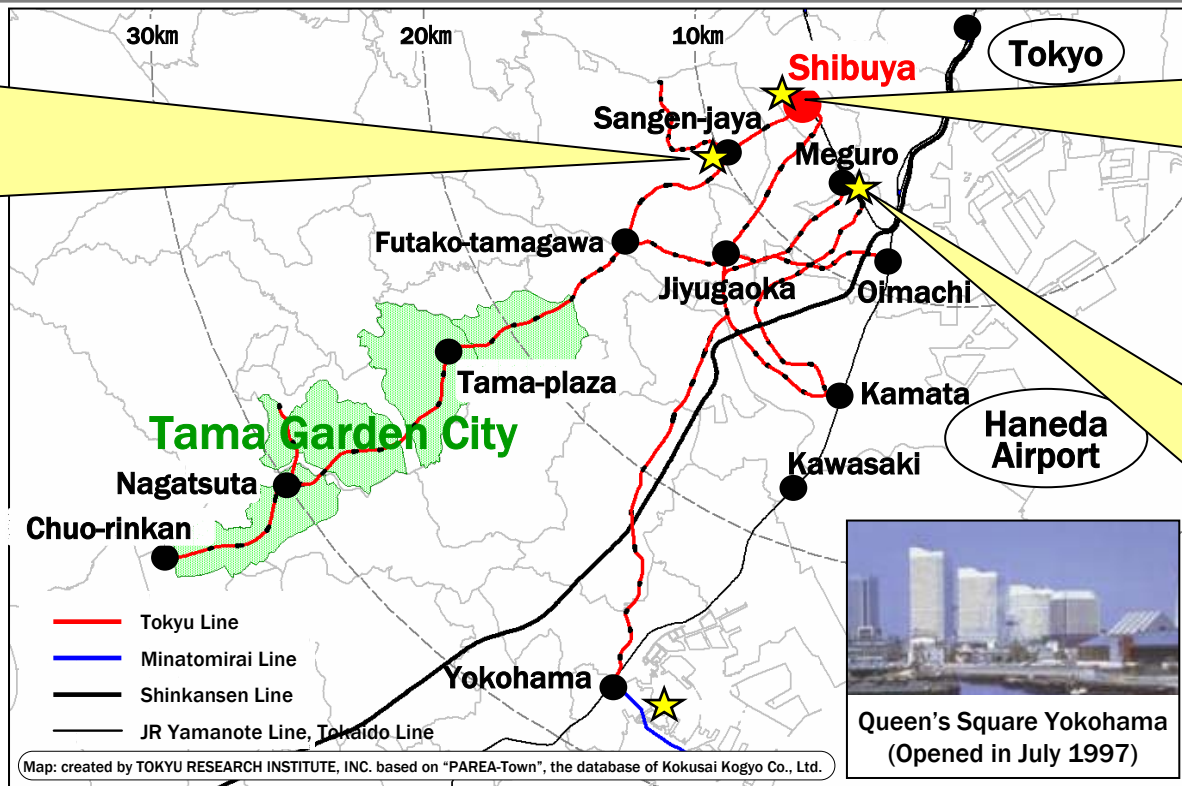 30km
20km
10km
Tokyo
Shibuya
Sangen-jaya
Meguro
Futako-tamagawa
Jiyugaoka
Oimachi
Tama-plaza
Kamata
Tama Garden City
Haneda
Airport
Kawasaki
Nagatsuta
Chuo-rinkan
Tokyu Line
Minatomirai Line
Shinkansen Line
JR Yamanote Line, Tokaido Line
Yokohama
Queen's Square Yokohama
(Opened in July 1997)
Map: created by TOKYU RESEARCH INSTITUTE, INC. based on “PAREA-Town”, the database of Kokusai Kogyo Co., Ltd.